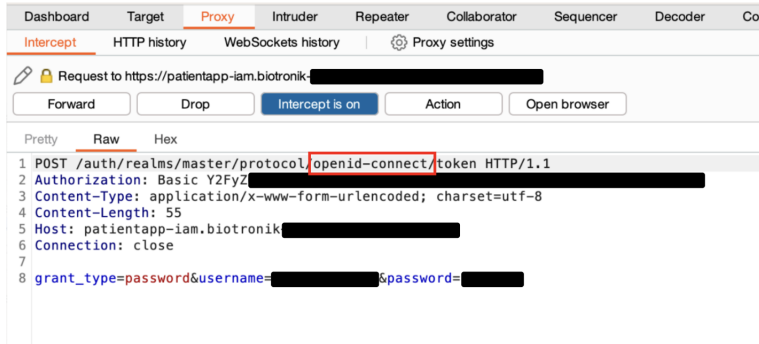 Dashboard Target Proxy Intruder Repeater Collaborator Sequencer Decoder Co
Intercept HTTP history WebSockets history Proxy settings
Request to https://patientapp-iam.biotronik-
Forward Drop Intercept is on Action Open browser
Pretty Raw Hex
1 POST /auth/realms/master/protocol/openid-connect/token HTTP/1.1
2 Authorization: Basic Y2FyZ
3 Content-Type: application/x-www-form-urlencoded; charset=utf-8
4 Content-Length: 55
5 Host: patientapp-iam.biotronik-
6 Connection: close
7
8 grant_type=password&username= &password=